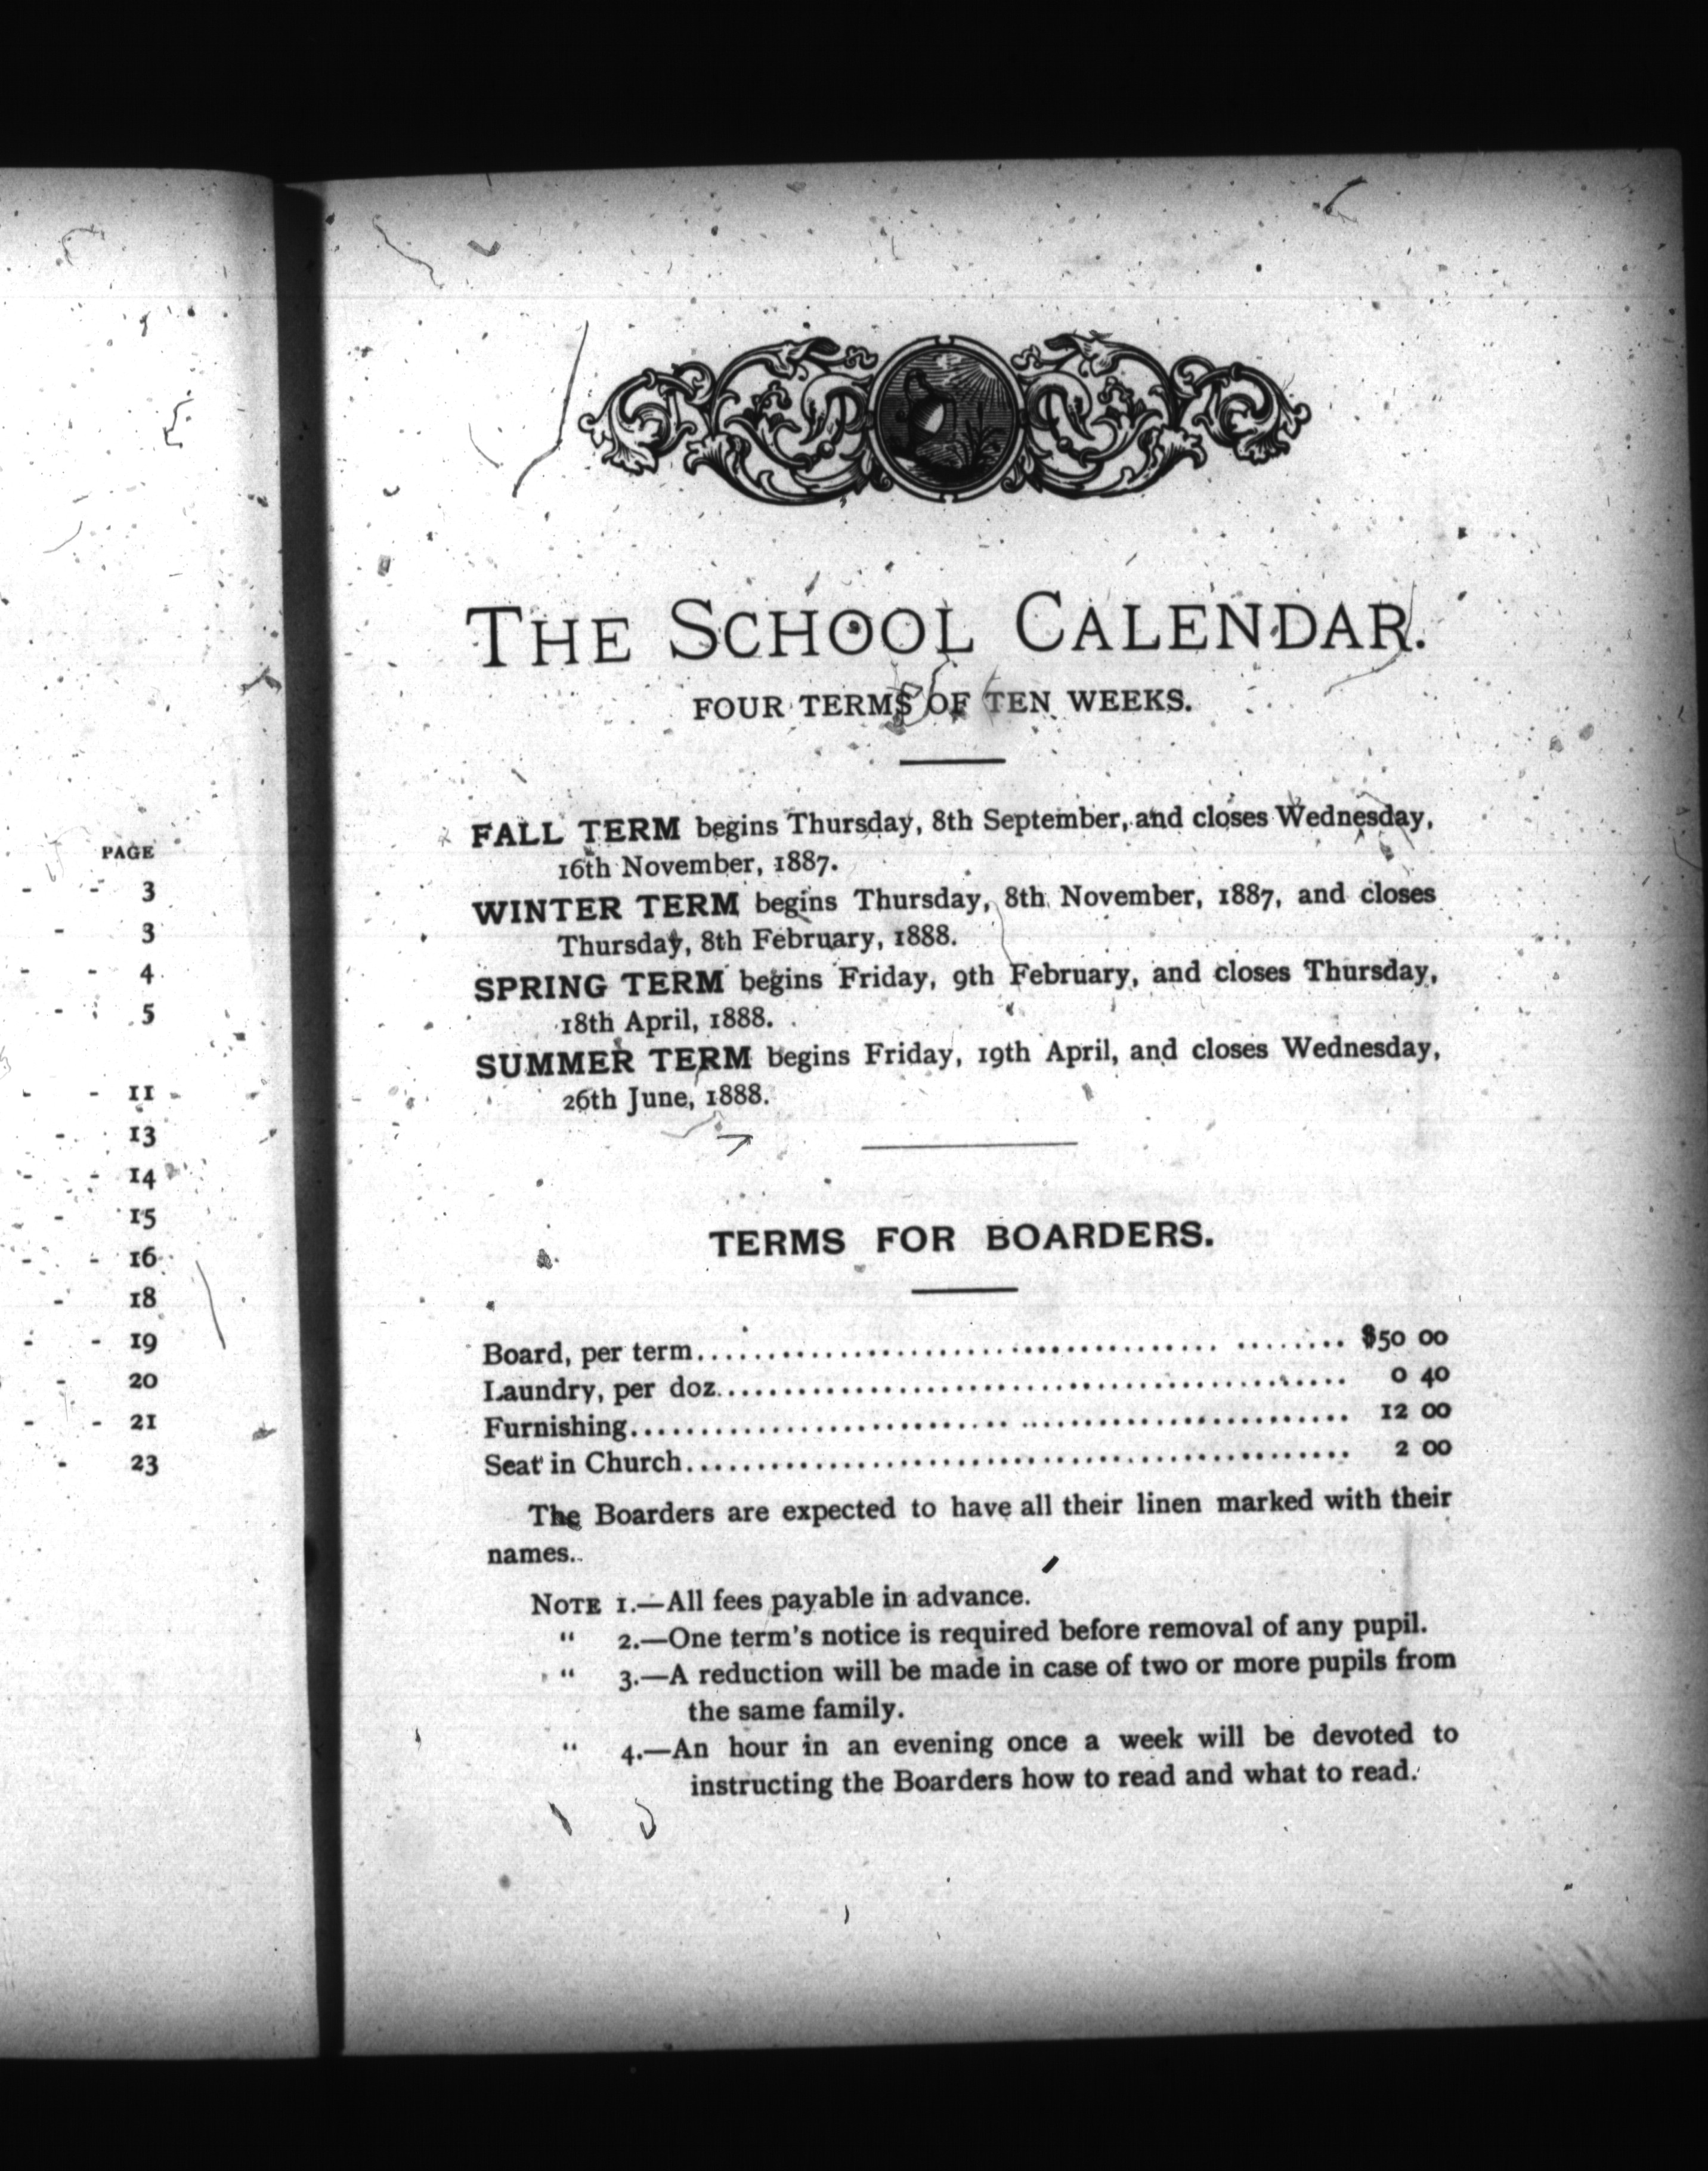 PAGE
- - 3
- 3
- - 4
- 5
- - 11
- 13
- - 14
- 15
- - 16
- 18
- - 19
- 20
- - 21
- 23
THE SCHOOL CALENDAR.
FOUR TERMS OF TEN WEEKS.
FALL TERM begins Thursday, 8th September, and closes Wednesday,
16th November, 1887.
WINTER TERM begins Thursday, 8th November, 1887, and closes
Thursday, 8th February, 1888.
SPRING TERM begins Friday, 9th February, and closes Thursday,
18th April, 1888.
SUMMER TERM begins Friday, 19th April, and closes Wednesday,
26th June, 1888.
TERMS FOR BOARDERS.
Board, per term.......................................... $50 00
Laundry, per doz.......................................... 0 40
Furnishing.......................................... 12 00
Seat in Church.......................................... 2 00
The Boarders are expected to have all their linen marked with their
names.
NOTE 1.—All fees payable in advance.
" 2.—One term's notice is required before removal of any pupil.
" 3.—A reduction will be made in case of two or more pupils from
the same family.
" 4.—An hour in an evening once a week will be devoted to
instructing the Boarders how to read and what to read.